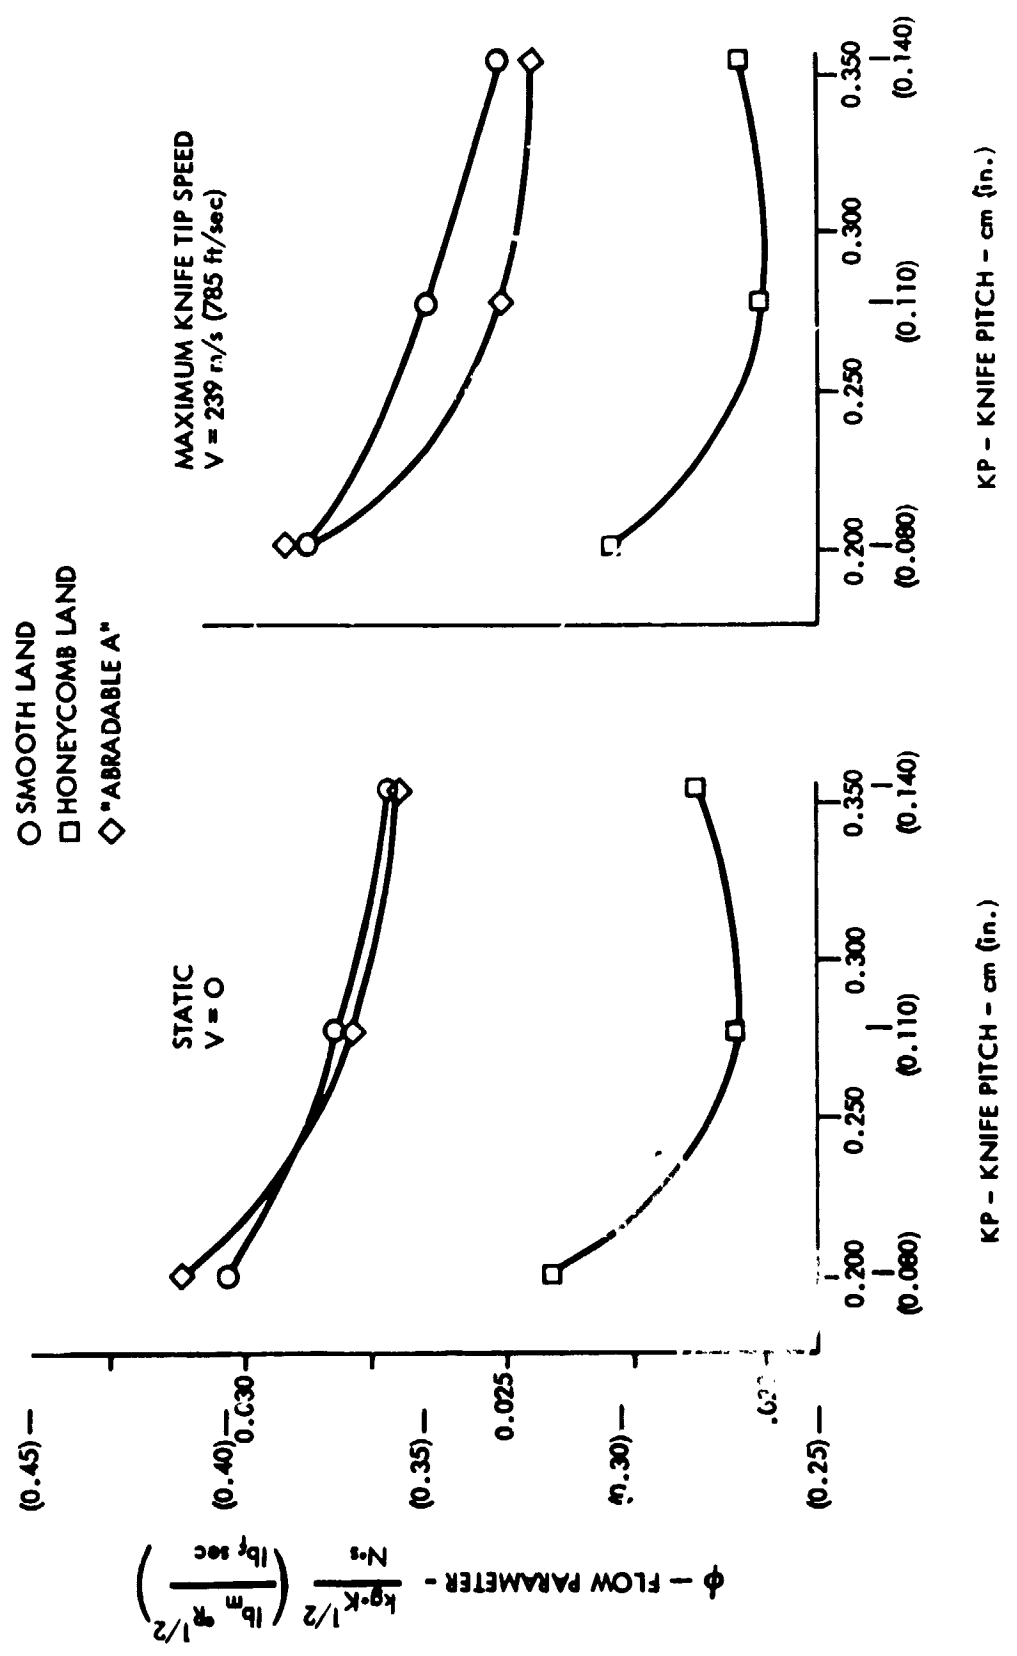 ○ SMOOTH LAND
□ HONEYCOMB LAND
◇ "ABRADABLE A"
STATIC
V = O
MAXIMUM KNIFE TIP SPEED
V = 239 m/s (785 ft/sec)
ϕ – FLOW PARAMETER - kg·K^1/2 / N·s (lbm °R^1/2 / lbf sec)
(0.45)
(0.40)
0.030
(0.35)
0.025
(0.25)
0.200
0.250
0.300
0.350
(0.080)
(0.110)
(0.140)
KP – KNIFE PITCH – cm (in.)
0.200
0.250
0.300
0.350
(0.080)
(0.110)
(0.140)
KP – KNIFE PITCH – cm (in.)